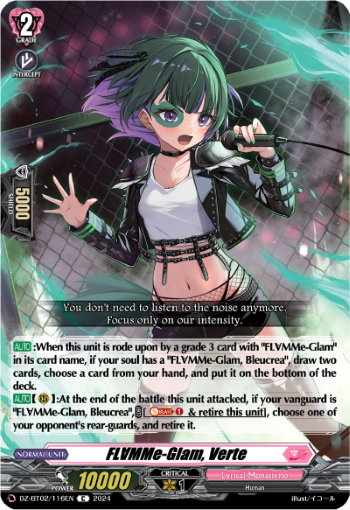 2
GRADE
INTERCEPT
5000
SHIELD
You don't need to listen to the noise anymore.
Focus only on our intensity.
AUTO:When this unit is rode upon by a grade 3 card with "FLVMMe-Glam"
in its card name, if your soul has a "FLVMMe-Glam, Bleucrea", draw two
cards, choose a card from your hand, and put it on the bottom of the
deck.
AUTO【R】:At the end of the battle this unit attacked, if your vanguard is
"FLVMMe-Glam, Bleucrea", [BLAST 1 & retire this unit], choose one of
your opponent's rear-guards, and retire it.
NORMAL UNIT
FLVMMe-Glam, Verte
POWER 10000
CRITICAL
1
Lyrical Monasterio
Human
DZ-BT02/116EN C 2024
illust/イコール